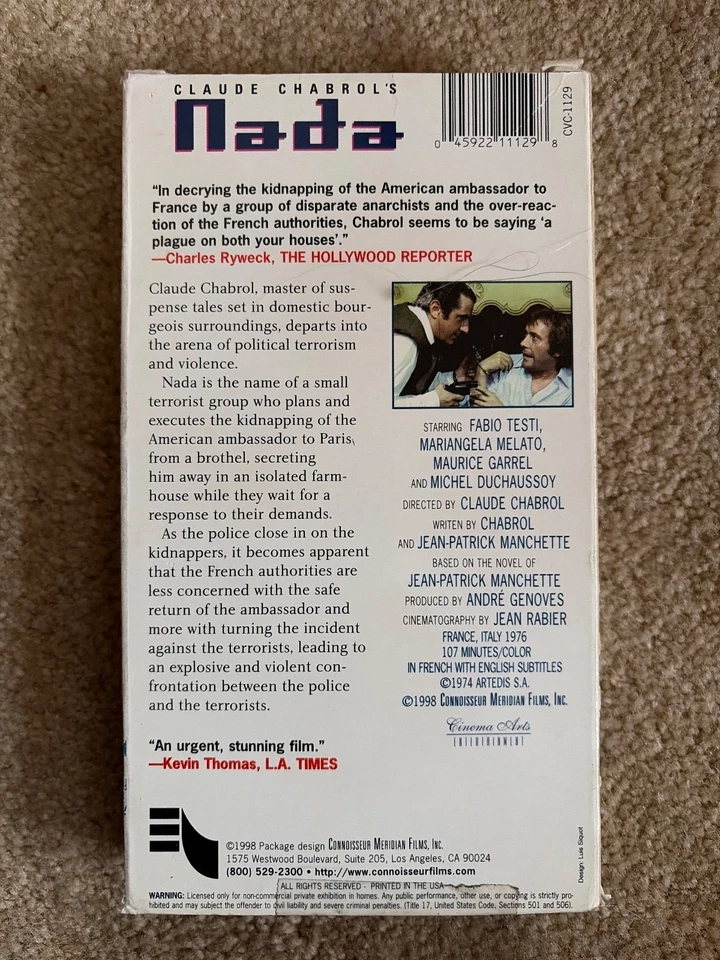 CLAUDE CHABROL'S
Nada
0 45922 11129 8
CVC-1129
“In decrying the kidnapping of the American ambassador to
France by a group of disparate anarchists and the over-reac-
tion of the French authorities, Chabrol seems to be saying ‘a
plague on both your houses’.”
—Charles Ryweck, THE HOLLYWOOD REPORTER
Claude Chabrol, master of sus-
pense tales set in domestic bour-
geois surroundings, departs into
the arena of political terrorism
and violence.
Nada is the name of a small
terrorist group who plans and
executes the kidnapping of the
American ambassador to Paris,
from a brothel, secreting
him away in an isolated farm-
house while they wait for a
response to their demands.
As the police close in on the
kidnappers, it becomes apparent
that the French authorities are
less concerned with the safe
return of the ambassador and
more with turning the incident
against the terrorists, leading to
an explosive and violent con-
frontation between the police
and the terrorists.
“An urgent, stunning film.”
—Kevin Thomas, L.A. TIMES
STARRING FABIO TESTI,
MARIANGELA MELATO,
MAURICE GARREL
AND MICHEL DUCHAUSSOY
DIRECTED BY CLAUDE CHABROL
WRITEN BY CHABROL
AND JEAN-PATRICK MANCHETTE
BASED ON THE NOVEL OF
JEAN-PATRICK MANCHETTE
PRODUCED BY ANDRÉ GENOVES
CINEMATOGRAPHY BY JEAN RABIER
FRANCE, ITALY 1976
107 MINUTES/COLOR
IN FRENCH WITH ENGLISH SUBTITLES
©1974 ARTEDIS S.A.
©1998 CONNOISSEUR MERIDIAN FILMS, INC.
Cinema Arts
ENTERTAINMENT
©1998 Package design CONNOISSEUR MERIDIAN FILMS, INC.
1575 Westwood Boulevard, Suite 205, Los Angeles, CA 90024
(800) 529-2300 • http://www.connoisseurfilms.com
ALL RIGHTS RESERVED · PRINTED IN THE USA
WARNING: Licensed only for non-commercial private exhibition in homes. Any public performance, other use, or copying is strictly pro-
hibited and may subject the offender to civil liability and severe criminal penalties. (Title 17, United States Code, Sections 501 and 506).
Design: Luis Siquot